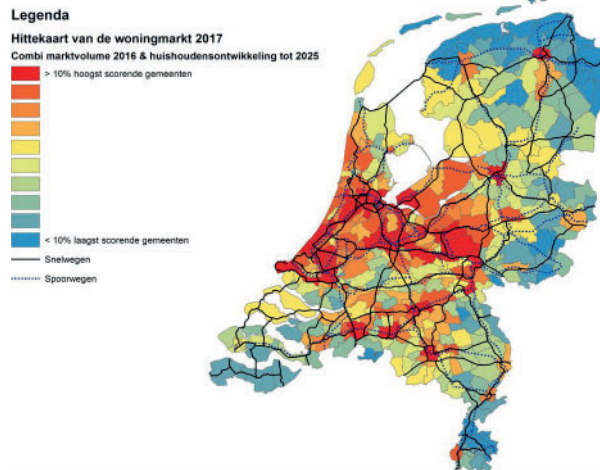 Legenda
Hittekaart van de woningmarkt 2017
Combi marktvolume 2016 & huishoudensontwikkeling tot 2025
> 10% hoogst scorende gemeenten
< 10% laagst scorende gemeenten
Snelwegen
Spoorwegen